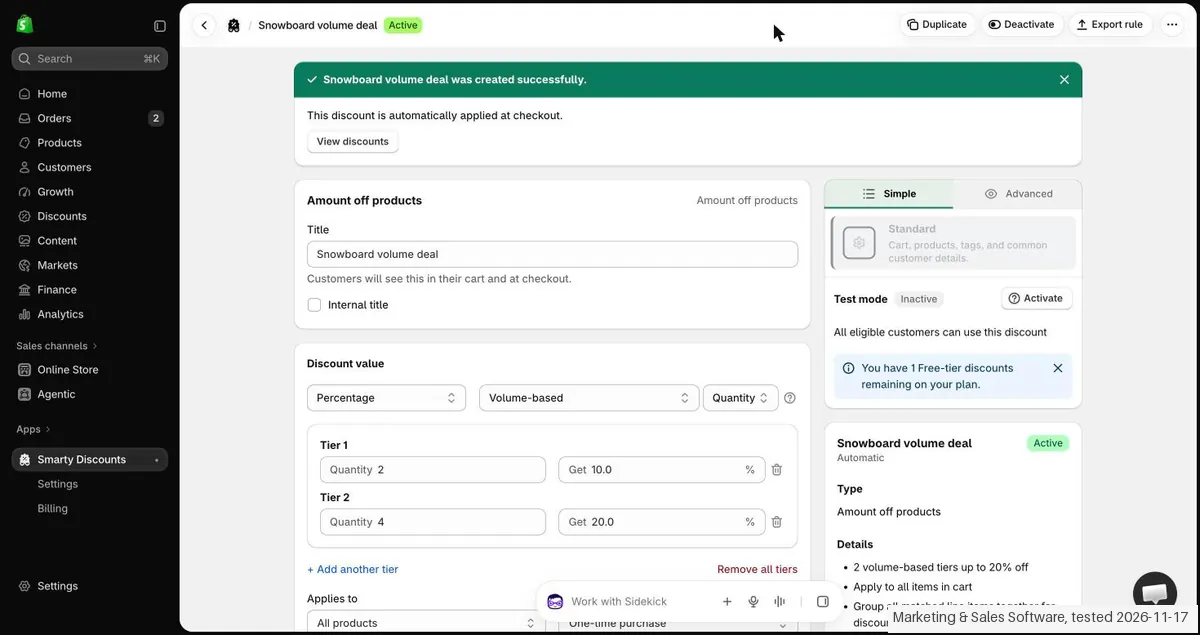 Snowboard volume deal Active
Duplicate
Deactivate
Export rule
Search ⌘K
Home
Orders 2
Products
Customers
Growth
Discounts
Content
Markets
Finance
Analytics
Sales channels
Online Store
Agentic
Apps
Smarty Discounts
Settings
Billing
Settings
Snowboard volume deal was created successfully.
This discount is automatically applied at checkout.
View discounts
Amount off products Amount off products
Title
Snowboard volume deal
Customers will see this in their cart and at checkout.
Internal title
Discount value
Percentage Volume-based Quantity
Tier 1
Quantity 2 Get 10.0 %
Tier 2
Quantity 4 Get 20.0 %
+ Add another tier Remove all tiers
Applies to
All products One-time purchase
Work with Sidekick
Simple Advanced
Standard
Cart, products, tags, and common
customer details.
Test mode Inactive Activate
All eligible customers can use this discount
You have 1 Free-tier discounts
remaining on your plan.
Snowboard volume deal Active
Automatic
Type
Amount off products
Details
• 2 volume-based tiers up to 20% off
• Apply to all items in cart
• Group all matched line items together for
discou
Marketing & Sales Software, tested 2026-11-17